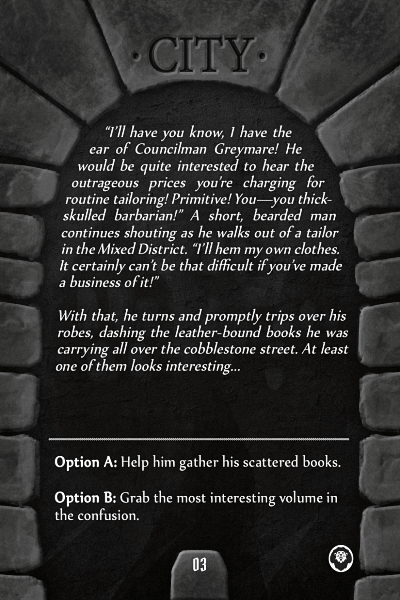 · CITY ·
“I’ll have you know, I have the
ear of Councilman Greymare! He
would be quite interested to hear the
outrageous prices you’re charging for
routine tailoring! Primitive! You—you thick-
skulled barbarian!” A short, bearded man
continues shouting as he walks out of a tailor
in the Mixed District. “I’ll hem my own clothes.
It certainly can’t be that difficult if you’ve made
a business of it!”
With that, he turns and promptly trips over his
robes, dashing the leather-bound books he was
carrying all over the cobblestone street. At least
one of them looks interesting...
Option A: Help him gather his scattered books.
Option B: Grab the most interesting volume in
the confusion.
03